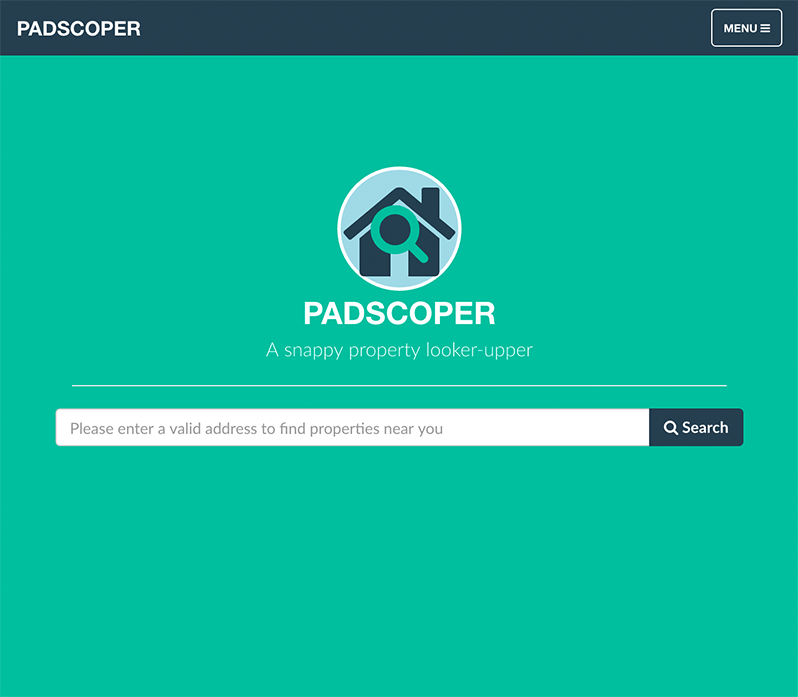 PADSCOPER
MENU
PADSCOPER
A snappy property looker-upper
Please enter a valid address to find properties near you
Search